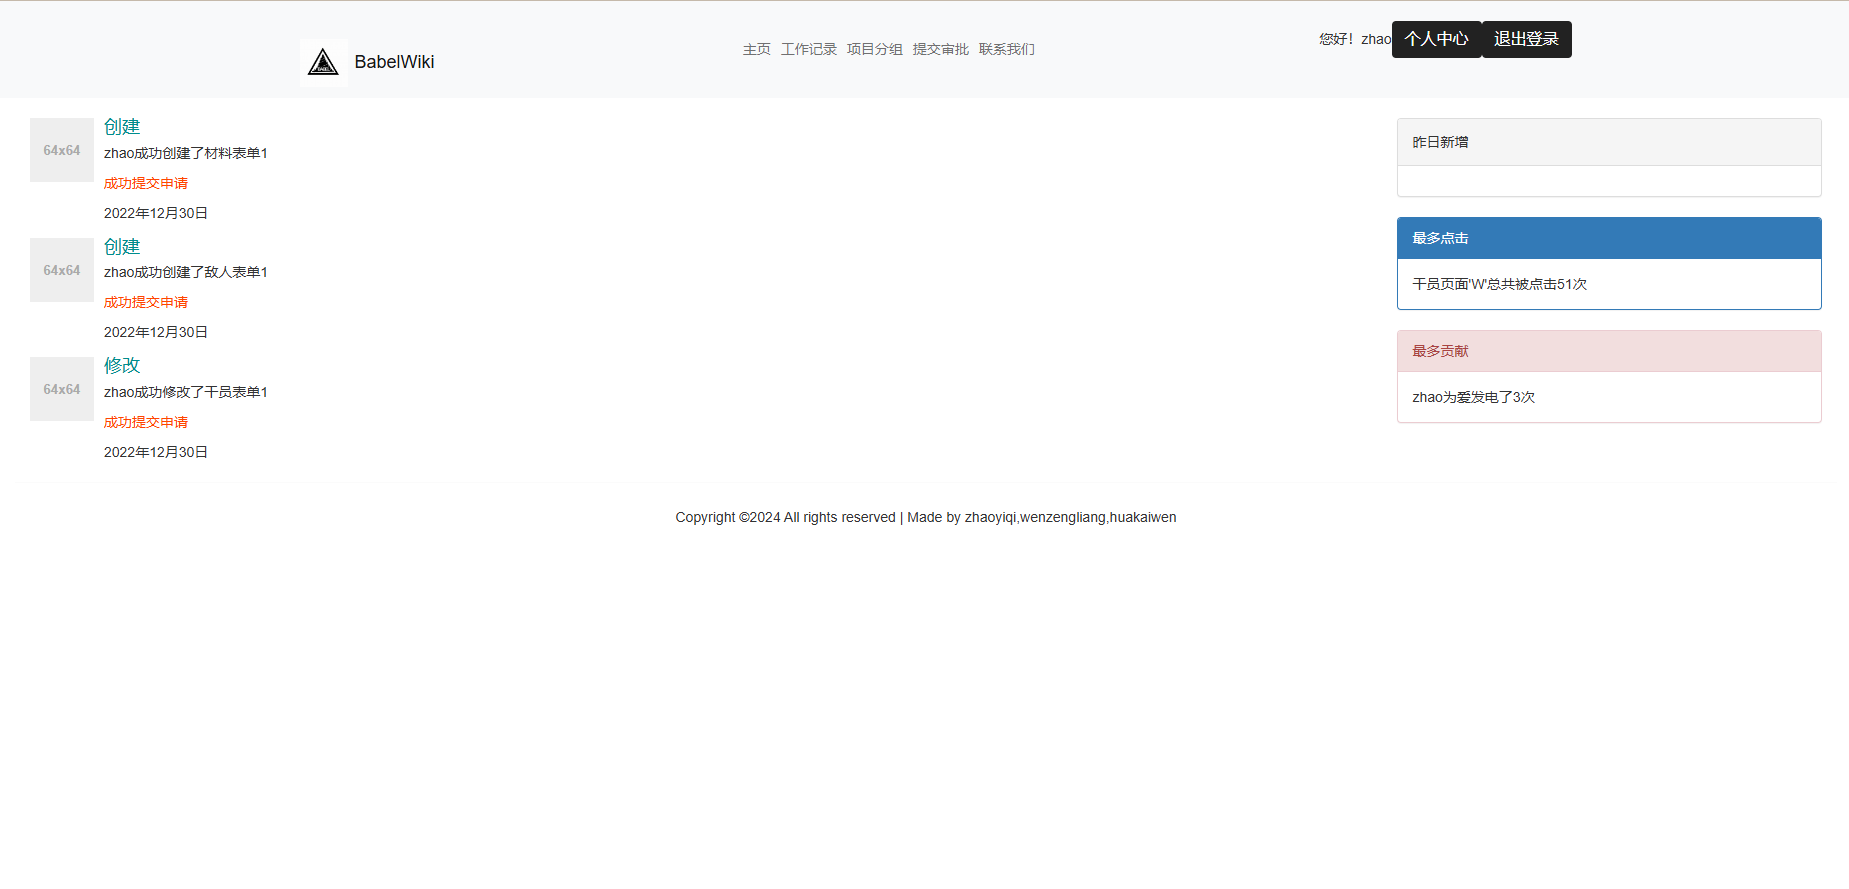 BabelWiki
主页 工作记录 项目分组 提交审批 联系我们
您好！zhao 个人中心 退出登录
64x64
创建
zhao成功创建了材料表单1
成功提交申请
2022年12月30日
64x64
创建
zhao成功创建了敌人表单1
成功提交申请
2022年12月30日
64x64
修改
zhao成功修改了干员表单1
成功提交申请
2022年12月30日
昨日新增
最多点击
干员页面'W'总共被点击51次
最多贡献
zhao为爱发电了3次
Copyright ©2024 All rights reserved | Made by zhaoyiqi,wenzengliang,huakaiwen